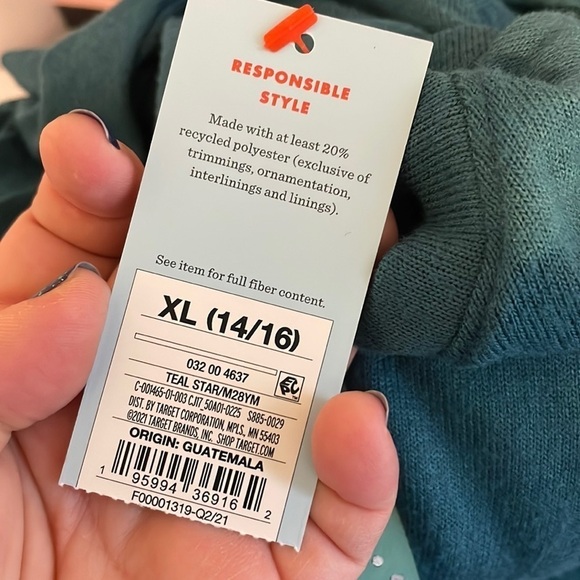 RESPONSIBLE
STYLE
Made with at least 20%
recycled polyester (exclusive of
trimmings, ornamentation,
interlinings and linings).
See item for full fiber content.
XL (14/16)
032 00 4637
TEAL STAR/M28YM
C-001465-01-003 CJIT_50A01-0225 S885-0029
DIST. BY TARGET CORPORATION, MPLS, MN 55403
©2021 TARGET BRANDS, INC. SHOP TARGET.COM
ORIGIN: GUATEMALA
1 95994 36916 2
F00001319-Q2/21